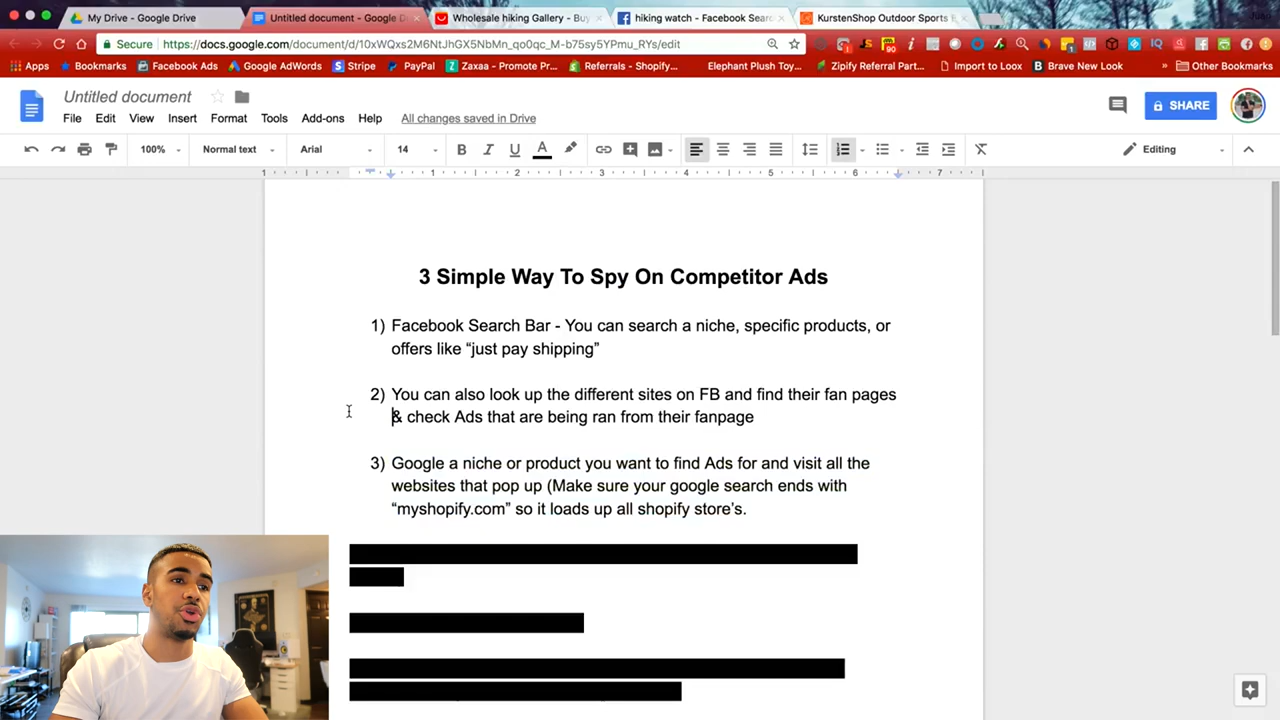 My Drive - Google Drive
Untitled document - Google D
Wholesale hiking Gallery - Buy
hiking watch - Facebook Searc
KurstenShop Outdoor Sports B
Secure https://docs.google.com/document/d/10xWQxs2M6NtJhGX5NbMn_qo0qc_M-b75sy5YPmu_RYs/edit
Apps Bookmarks Facebook Ads Google AdWords Stripe PayPal Zaxaa - Promote Pr... Referrals - Shopify... Elephant Plush Toy... Zipify Referral Part... Import to Loox Brave New Look » Other Bookmarks
Untitled document
File Edit View Insert Format Tools Add-ons Help All changes saved in Drive
SHARE
100% Normal text Arial 14 B I U A Editing
1 1 2 3 4 5 6 7
3 Simple Way To Spy On Competitor Ads
1) Facebook Search Bar - You can search a niche, specific products, or
offers like “just pay shipping”
2) You can also look up the different sites on FB and find their fan pages
& check Ads that are being ran from their fanpage
3) Google a niche or product you want to find Ads for and visit all the
websites that pop up (Make sure your google search ends with
“myshopify.com” so it loads up all shopify store’s.